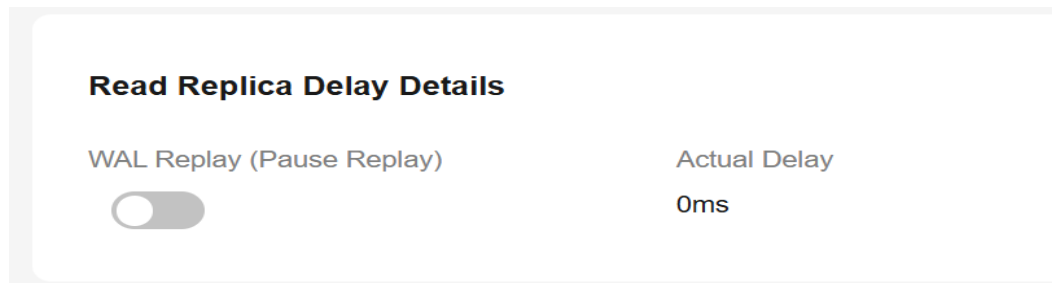 Read Replica Delay Details
WAL Replay (Pause Replay)
Actual Delay
0ms